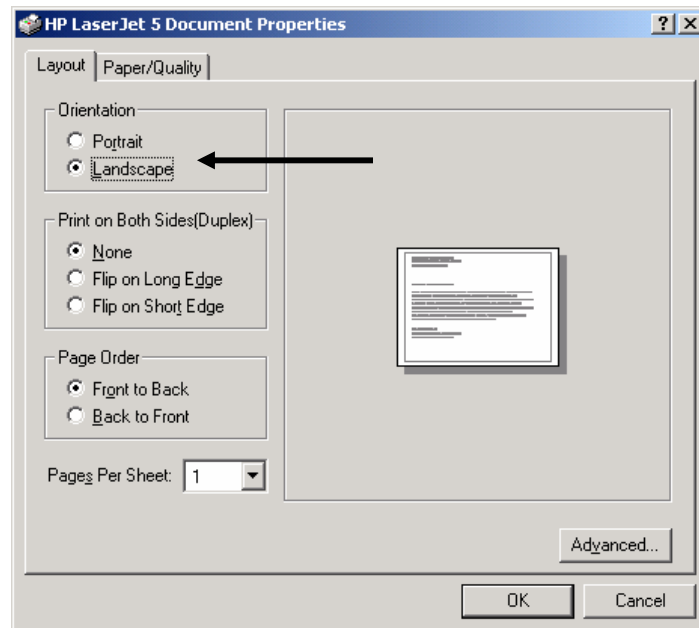 HP LaserJet 5 Document Properties
Layout
Paper/Quality
Orientation
Portrait
Landscape
Print on Both Sides(Duplex)
None
Flip on Long Edge
Flip on Short Edge
Page Order
Front to Back
Back to Front
Pages Per Sheet: 1
Advanced...
OK
Cancel